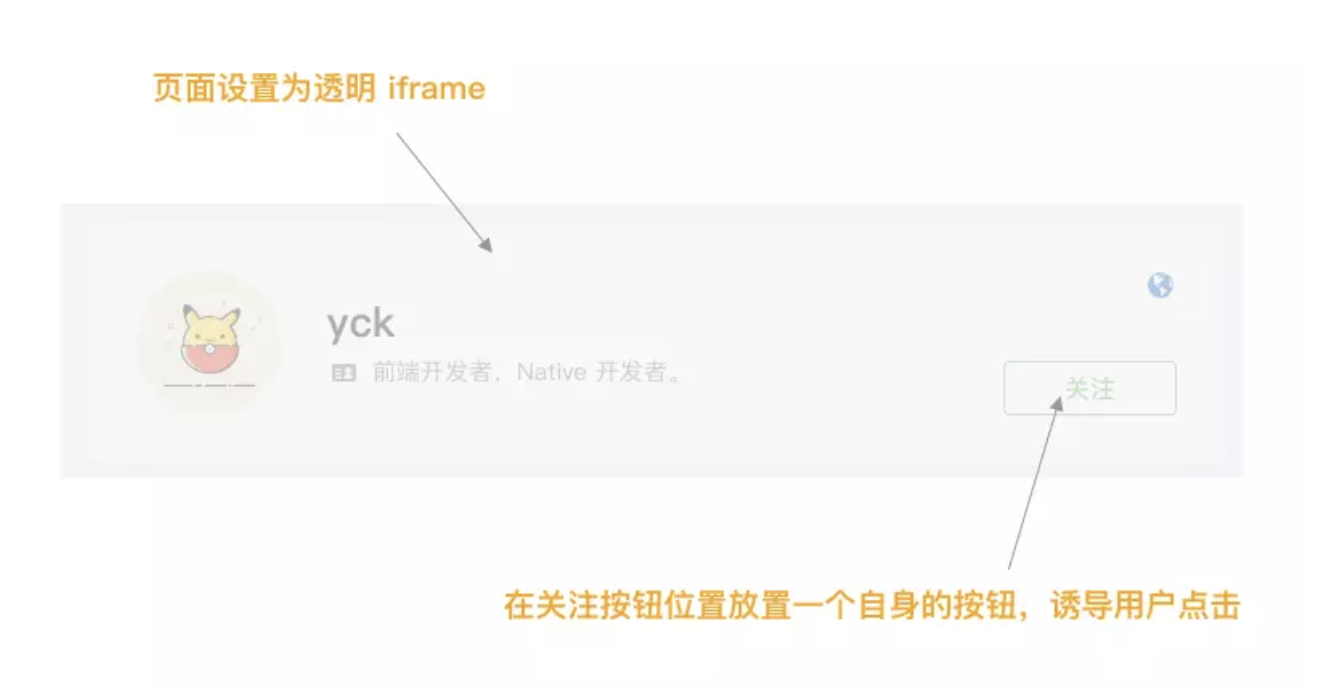 页面设置为透明 iframe
yck
前端开发者，Native 开发者。
关注
在关注按钮位置放置一个自身的按钮，诱导用户点击